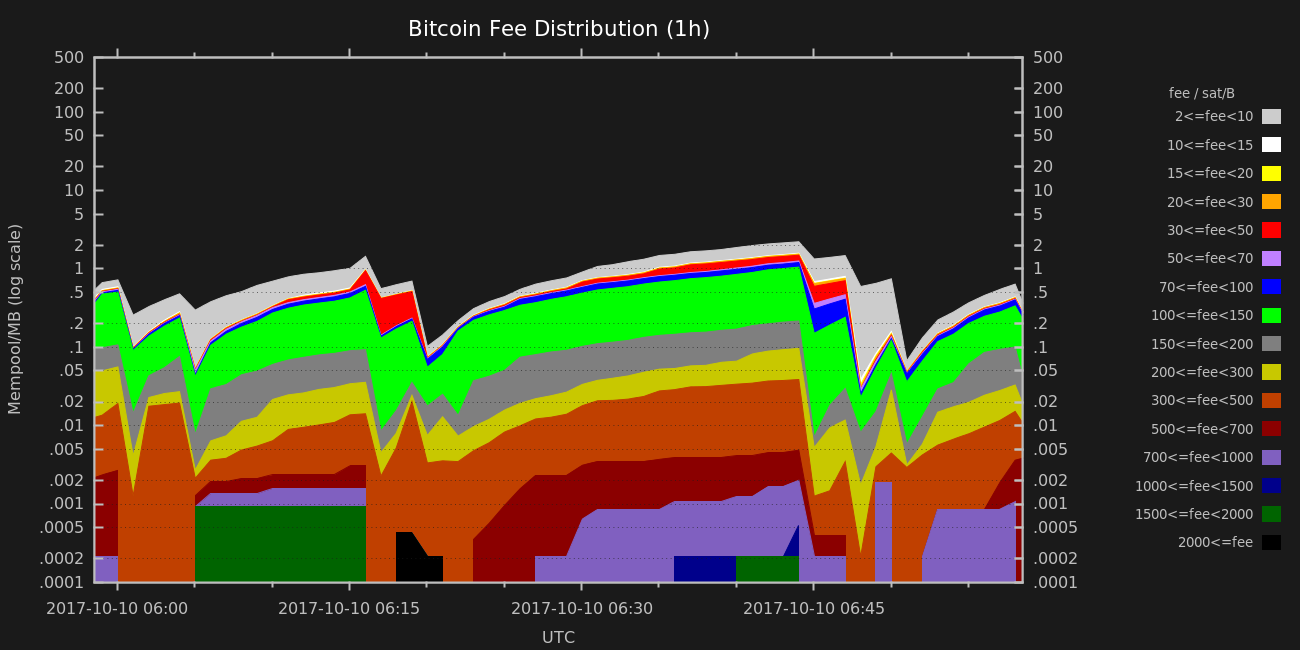 Bitcoin Fee Distribution (1h)
Mempool/MB (log scale)
500
200
100
50
20
10
5
2
1
.5
.2
.1
.05
.02
.01
.005
.002
.001
.0005
.0002
.0001
500
200
100
50
20
10
5
2
1
.5
.2
.1
.05
.02
.01
.005
.002
.001
.0005
.0002
.0001
2017-10-10 06:00
2017-10-10 06:15
2017-10-10 06:30
2017-10-10 06:45
UTC
fee / sat/B
2<=fee<10
10<=fee<15
15<=fee<20
20<=fee<30
30<=fee<50
50<=fee<70
70<=fee<100
100<=fee<150
150<=fee<200
200<=fee<300
300<=fee<500
500<=fee<700
700<=fee<1000
1000<=fee<1500
1500<=fee<2000
2000<=fee